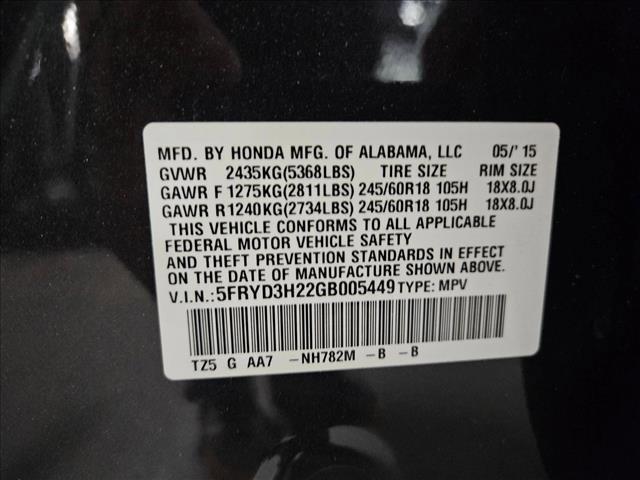 MFD. BY HONDA MFG. OF ALABAMA, LLC 05/' 15
GVWR 2435KG(5368LBS) TIRE SIZE RIM SIZE
GAWR F 1275KG(2811LBS) 245/60R18 105H 18X8.0J
GAWR R 1240KG(2734LBS) 245/60R18 105H 18X8.0J
THIS VEHICLE CONFORMS TO ALL APPLICABLE
FEDERAL MOTOR VEHICLE SAFETY
AND THEFT PREVENTION STANDARDS IN EFFECT
ON THE DATE OF MANUFACTURE SHOWN ABOVE.
V.I.N.: 5FRYD3H22GB005449 TYPE: MPV
TZ5 G AA7 -NH782M -B -B